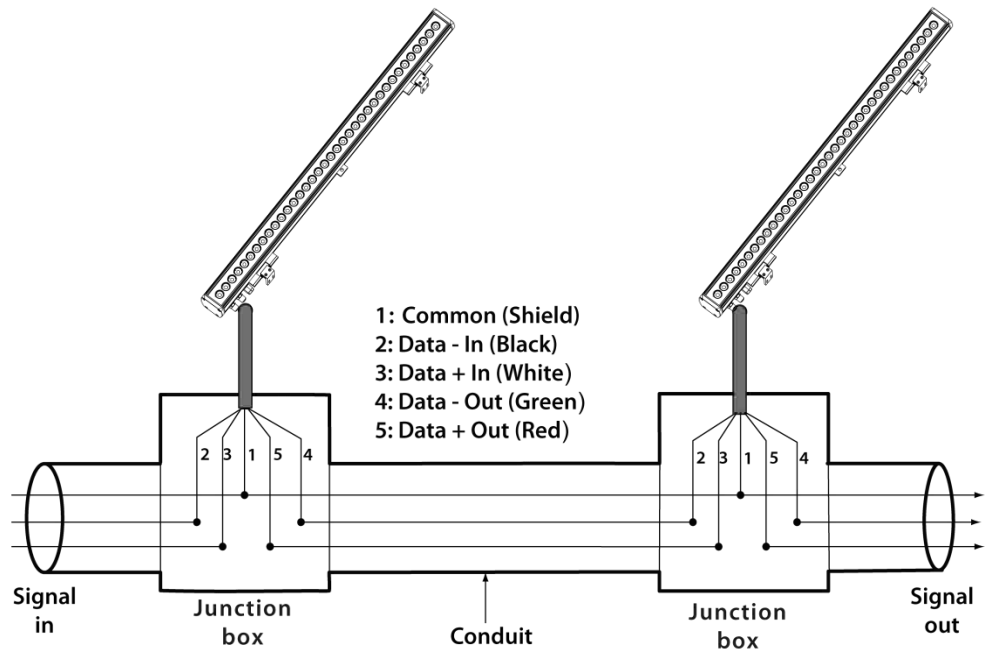 1: Common (Shield)
2: Data - In (Black)
3: Data + In (White)
4: Data - Out (Green)
5: Data + Out (Red)
2 3 1 5 4
2 3 1 5 4
Signal
in
Junction
box
Conduit
Junction
box
Signal
out